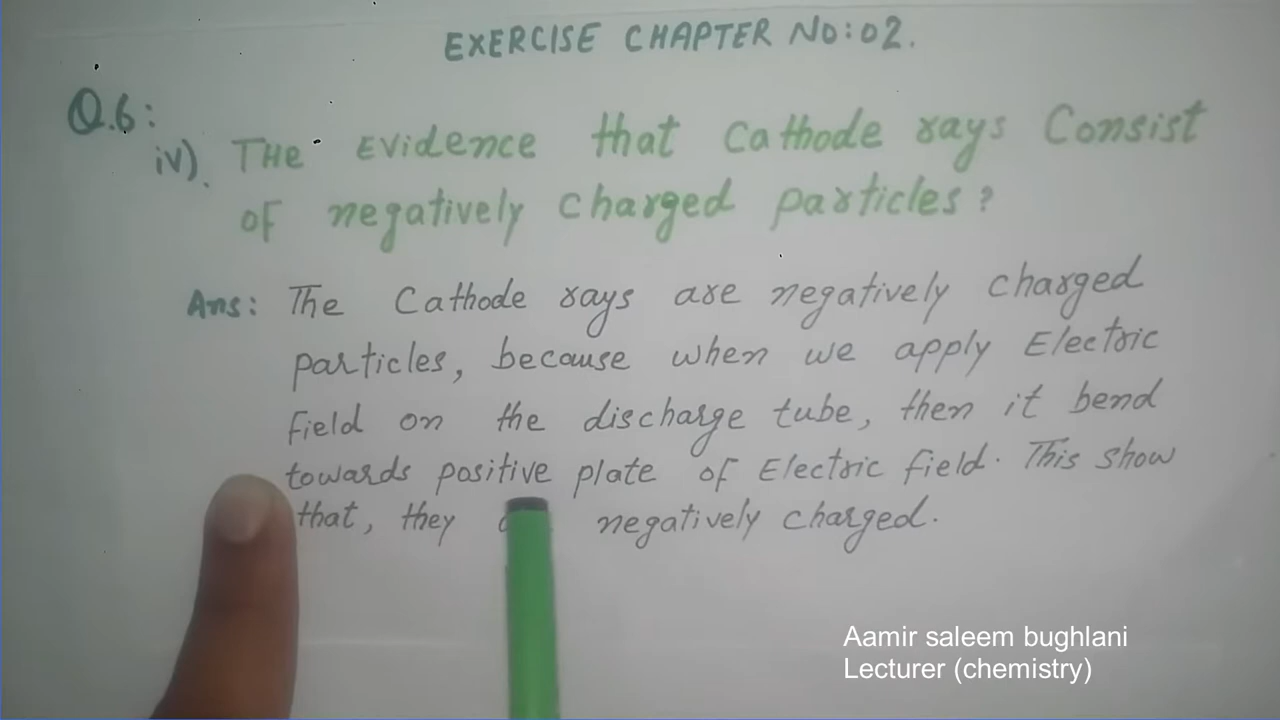 EXERCISE CHAPTER NO:02.
Q.6:
iv). THE Evidence that Cathode rays Consist
of negatively charged particles?
Ans: The Cathode rays are negatively charged
particles, because when we apply Electric
Field on the discharge tube, then it bend
towards positive plate of Electric field. This show
that, they negatively charged.
Aamir saleem bughlani
Lecturer (chemistry)